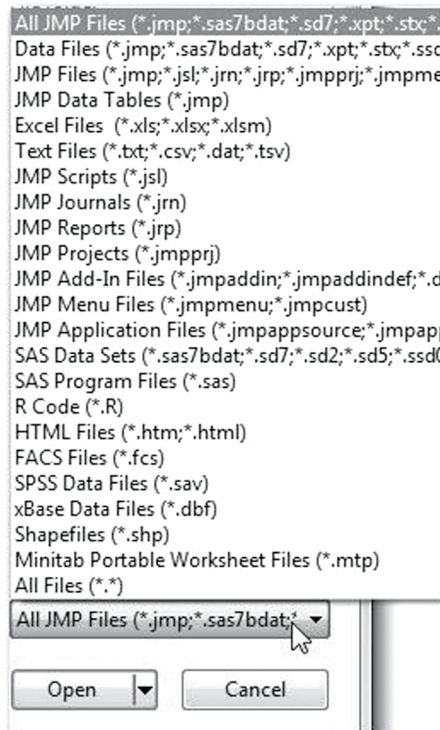 All JMP Files (*.jmp;*.sas7bdat;*.sd7;*.xpt;*.stx;*.
Data Files (*.jmp;*.sas7bdat;*.sd7;*.xpt;*.stx;*.ssd
JMP Files (*.jmp;*.jsl;*.jrn;*.jrp;*.jmpprj;*.jmpme
JMP Data Tables (*.jmp)
Excel Files (*.xls;*.xlsx;*.xlsm)
Text Files (*.txt;*.csv;*.dat;*.tsv)
JMP Scripts (*.jsl)
JMP Journals (*.jrn)
JMP Reports (*.jrp)
JMP Projects (*.jmpprj)
JMP Add-In Files (*.jmpaddin;*.jmpaddindef;*.d
JMP Menu Files (*.jmpmenu;*.jmpcust)
JMP Application Files (*.jmpappsource;*.jmpapp
SAS Data Sets (*.sas7bdat;*.sd7;*.sd2;*.sd5;*.ssd0
SAS Program Files (*.sas)
R Code (*.R)
HTML Files (*.htm;*.html)
FACS Files (*.fcs)
SPSS Data Files (*.sav)
xBase Data Files (*.dbf)
Shapefiles (*.shp)
Minitab Portable Worksheet Files (*.mtp)
All Files (*.*)
All JMP Files (*.jmp;*.sas7bdat;*
Open Cancel